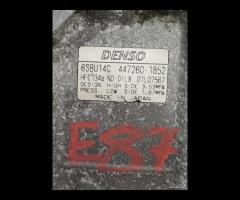 DENSO
6SBU14C 447260-1852
HFC134a ND-OIL8 01L07567
DESIGN HIGH SIDE 3.53MPa
PRESS LOW SIDE 1.67MPa
MADE IN JAPAN
E87